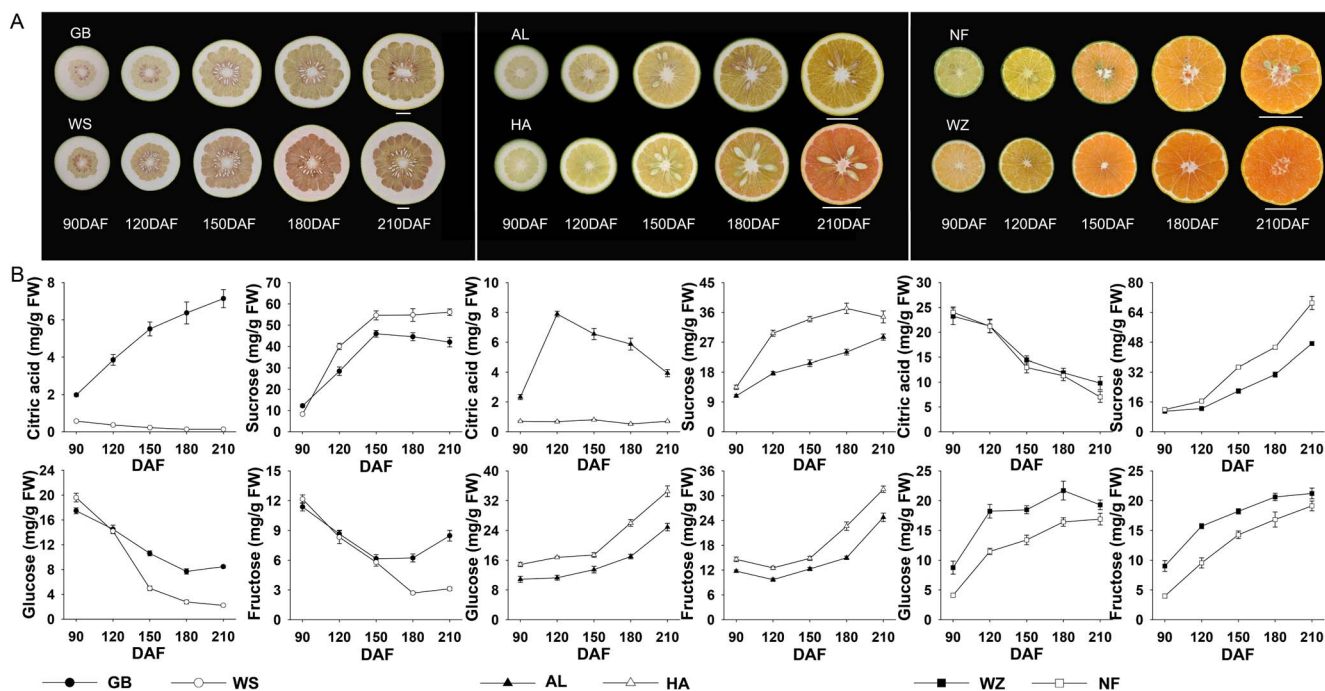 A
GB
WS
90DAF 120DAF 150DAF 180DAF 210DAF
AL
HA
90DAF 120DAF 150DAF 180DAF 210DAF
NF
WZ
90DAF 120DAF 150DAF 180DAF 210DAF
B
Citric acid (mg/g FW)
8
6
4
2
0
90 120 150 180 210
DAF
Sucrose (mg/g FW)
70
60
50
40
30
20
10
0
90 120 150 180 210
DAF
Citric acid (mg/g FW)
10
8
6
4
2
0
90 120 150 180 210
DAF
Sucrose (mg/g FW)
45
36
27
18
9
0
90 120 150 180 210
DAF
Citric acid (mg/g FW)
30
25
20
15
10
5
0
90 120 150 180 210
DAF
Sucrose (mg/g FW)
80
64
48
32
16
0
90 120 150 180 210
DAF
Glucose (mg/g FW)
24
20
16
12
8
4
0
90 120 150 180 210
DAF
Fructose (mg/g FW)
15
12
9
6
3
0
90 120 150 180 210
DAF
Glucose (mg/g FW)
40
32
24
16
8
0
90 120 150 180 210
DAF
Fructose (mg/g FW)
36
30
24
18
12
6
0
90 120 150 180 210
DAF
Glucose (mg/g FW)
25
20
15
10
5
0
90 120 150 180 210
DAF
Fructose (mg/g FW)
25
20
15
10
5
0
90 120 150 180 210
DAF
GB WS AL HA WZ NF